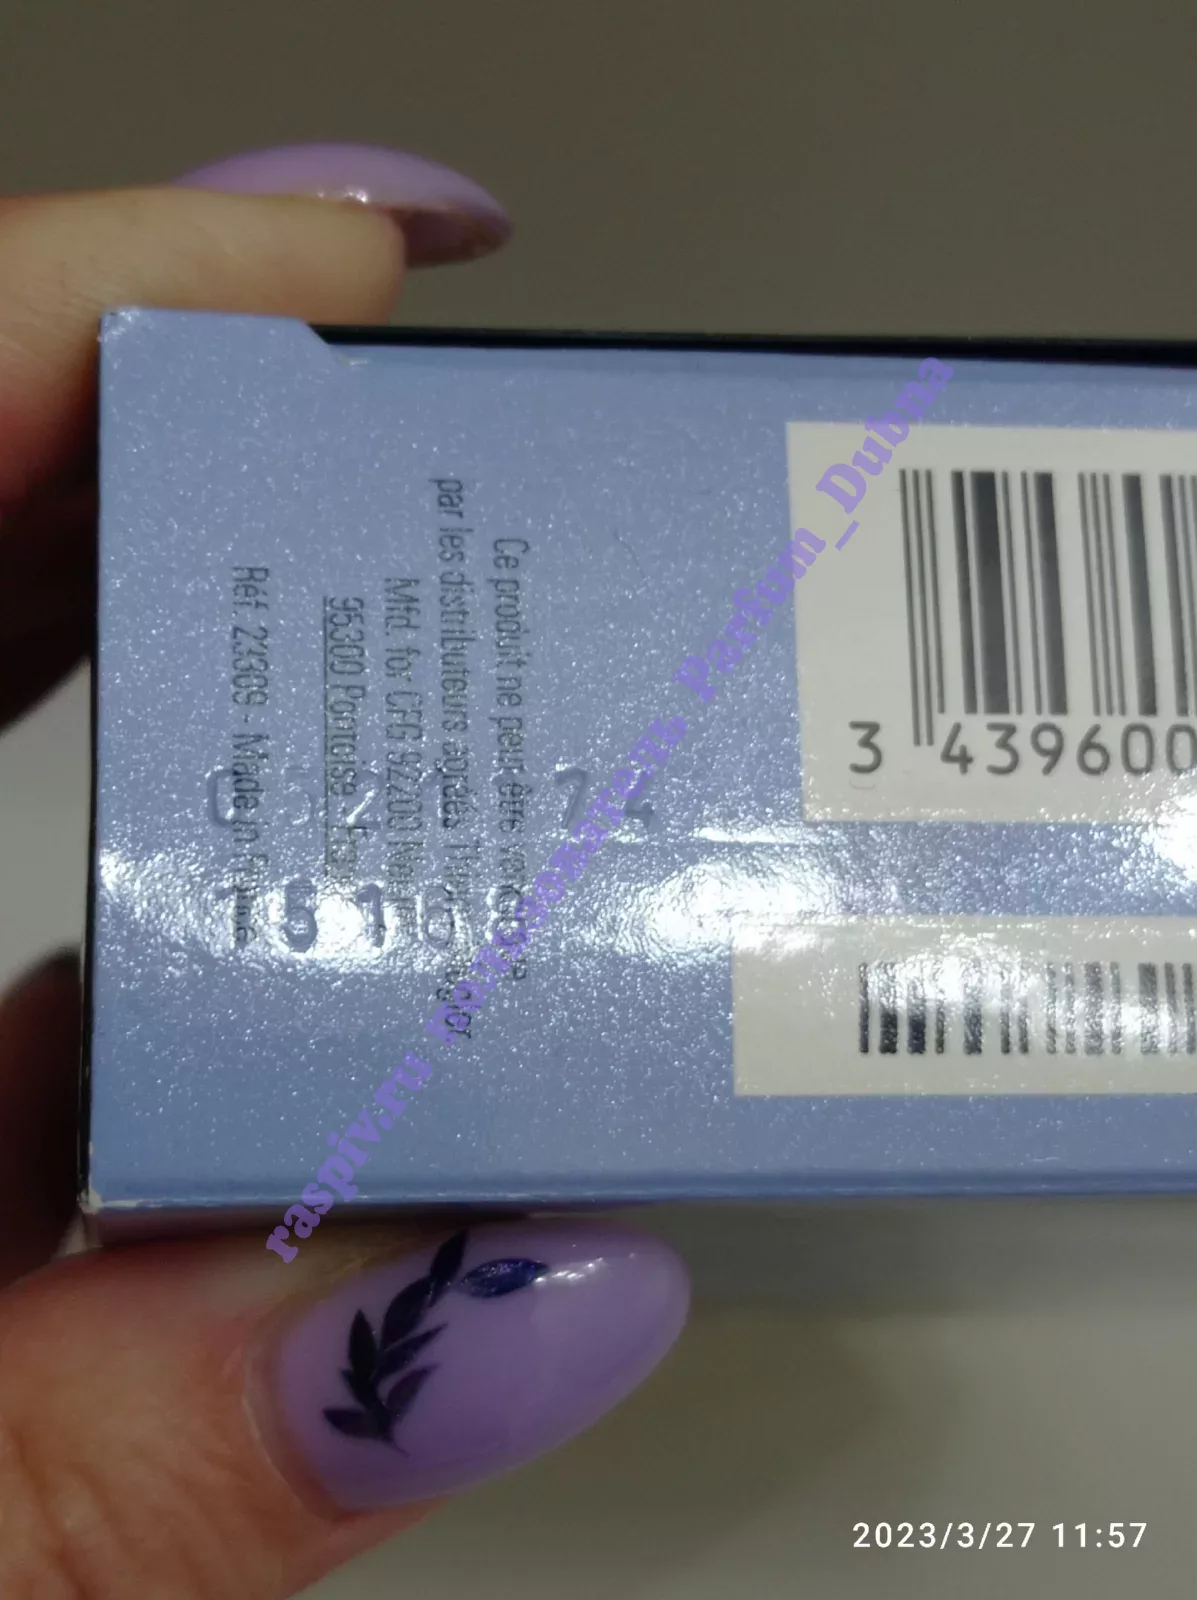 Ce produit ne peut être vendu que
par les distributeurs agréés Thierry Mugler
Mfd. for CFG 92200 Neuilly
95300 Pontoise - France
Réf. 23309 - Made in France
3 439600
raspiv.ru пользователь Parfum_Dubna
2023/3/27 11:57